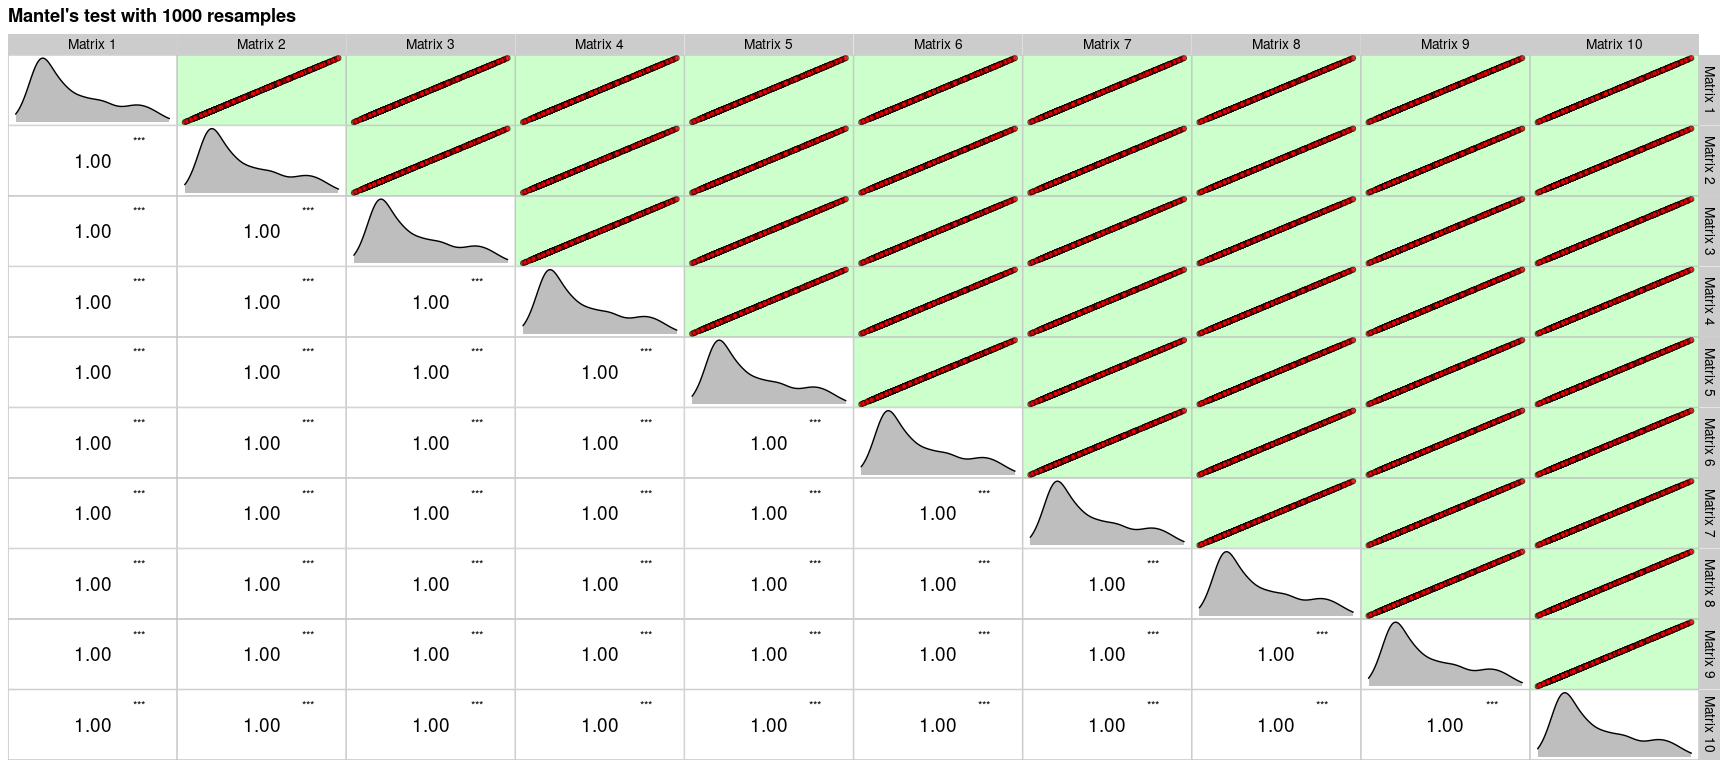 Mantel's test with 1000 resamples
Matrix 1 Matrix 2 Matrix 3 Matrix 4 Matrix 5 Matrix 6 Matrix 7 Matrix 8 Matrix 9 Matrix 10
Matrix 1
***
1.00
Matrix 2
*** ***
1.00 1.00
Matrix 3
*** *** ***
1.00 1.00 1.00
Matrix 4
*** *** *** ***
1.00 1.00 1.00 1.00
Matrix 5
*** *** *** *** ***
1.00 1.00 1.00 1.00 1.00
Matrix 6
*** *** *** *** *** ***
1.00 1.00 1.00 1.00 1.00 1.00
Matrix 7
*** *** *** *** *** *** ***
1.00 1.00 1.00 1.00 1.00 1.00 1.00
Matrix 8
*** *** *** *** *** *** *** ***
1.00 1.00 1.00 1.00 1.00 1.00 1.00 1.00
Matrix 9
*** *** *** *** *** *** *** *** ***
1.00 1.00 1.00 1.00 1.00 1.00 1.00 1.00 1.00
Matrix 10